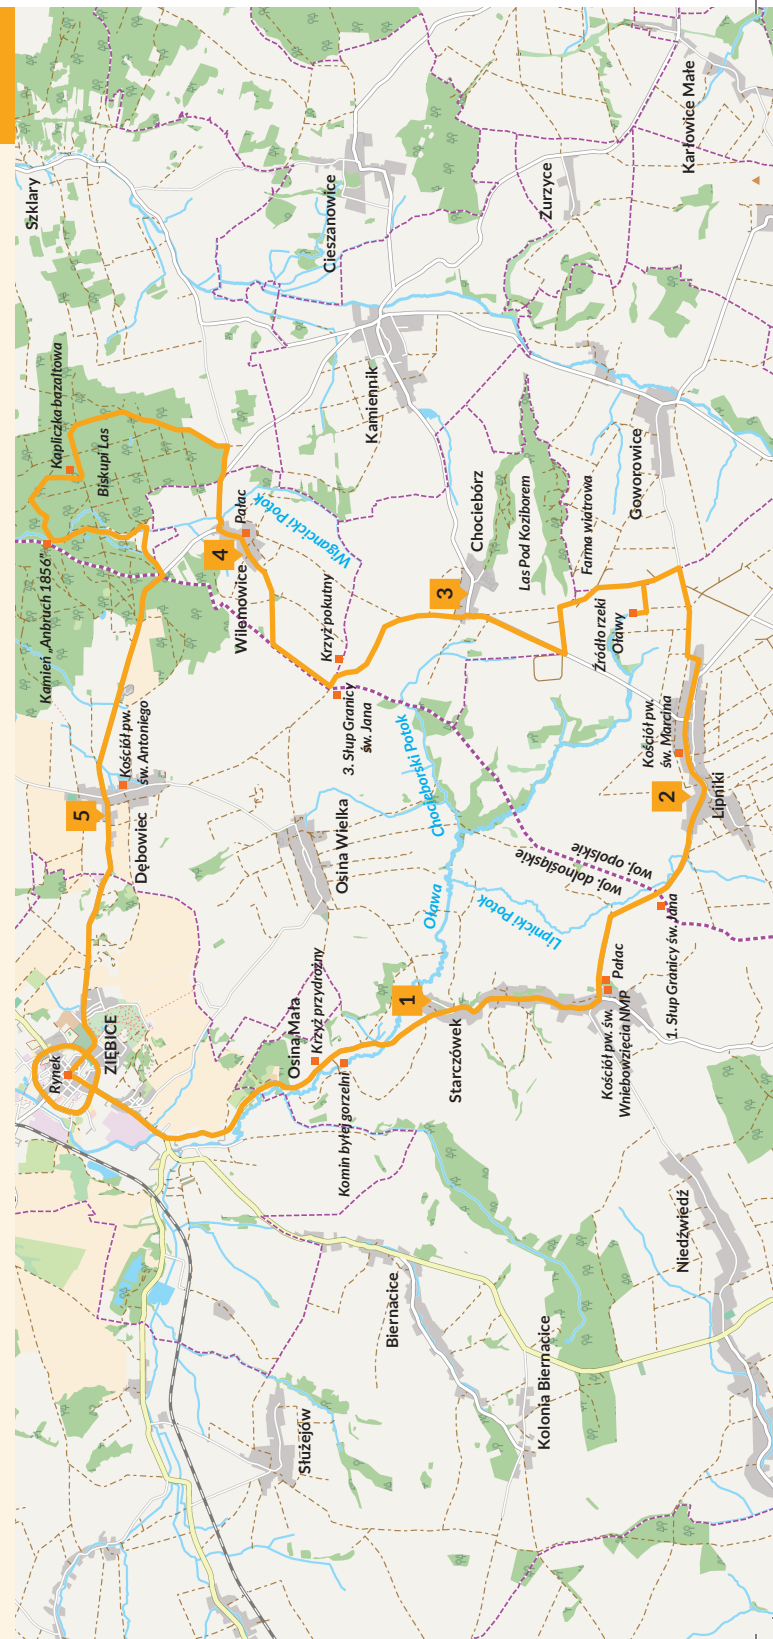 Szklary
Cieszanowice
Zurzyce
Karłowice Małe
Kapliczka bazaltowa
Biskupi Las
Kamiennik
Goworowice
Kamień „Anbruch 1856”
4
Pałac
Wigancicki Potok
Wilemowice
Krzyż pokutny
3. Słup Granicy
św. Jana
3
Chociebórz
Las Pod Koziborem
Farma wiatrowa
Źródło rzeki
Oławy
Kościół pw.
św. Antoniego
5
Dębowiec
Osina Wielka
Chocieborski Potok
Oława
Lipnicki Potok
woj. dolnośląskie
woj. opolskie
Kościół pw.
św. Marcina
2
Lipniki
1. Słup Granicy św. Jana
Rynek
ZIĘBICE
Osina Mała
Krzyż przydrożny
Komin byłej gorzelni
1
Starczówek
Pałac
Kościół pw. św.
Wniebowzięcia NMP
Niedźwiedź
Biernacice
Kolonia Biernacice
Służejów